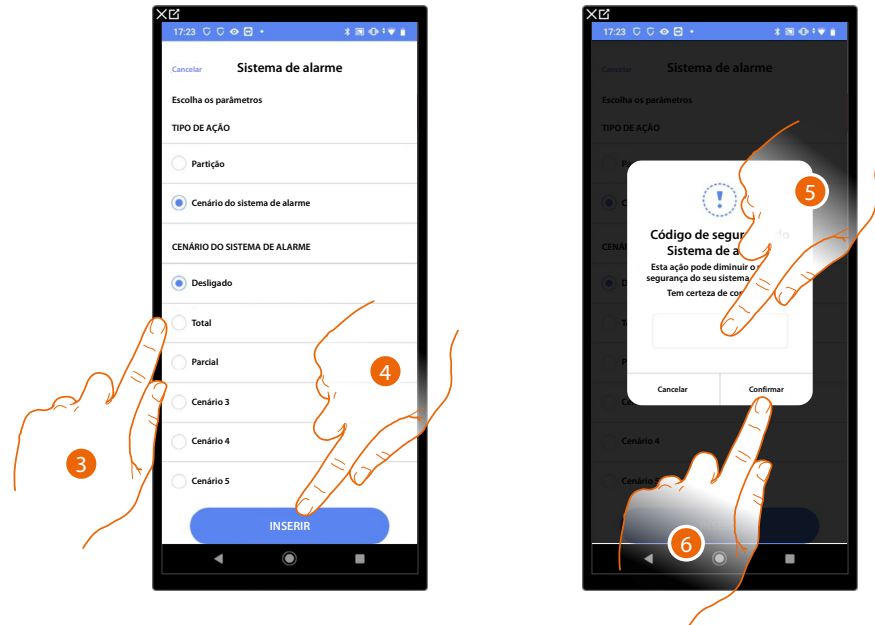 17:23
Cancelar Sistema de alarme
Escolha os parâmetros
TIPO DE AÇÃO
Partição
Cenário do sistema de alarme
CENÁRIO DO SISTEMA DE ALARME
Desligado
Total
Parcial
Cenário 3
Cenário 4
Cenário 5
INSERIR
3
4
17:23
Cancelar Sistema de alarme
Escolha os parâmetros
TIPO DE AÇÃO
Código de segur
Sistema de a
Esta ação pode diminuir o
segurança do seu sistema
Tem certeza de
Cancelar Confirmar
Cenário 4
5
6